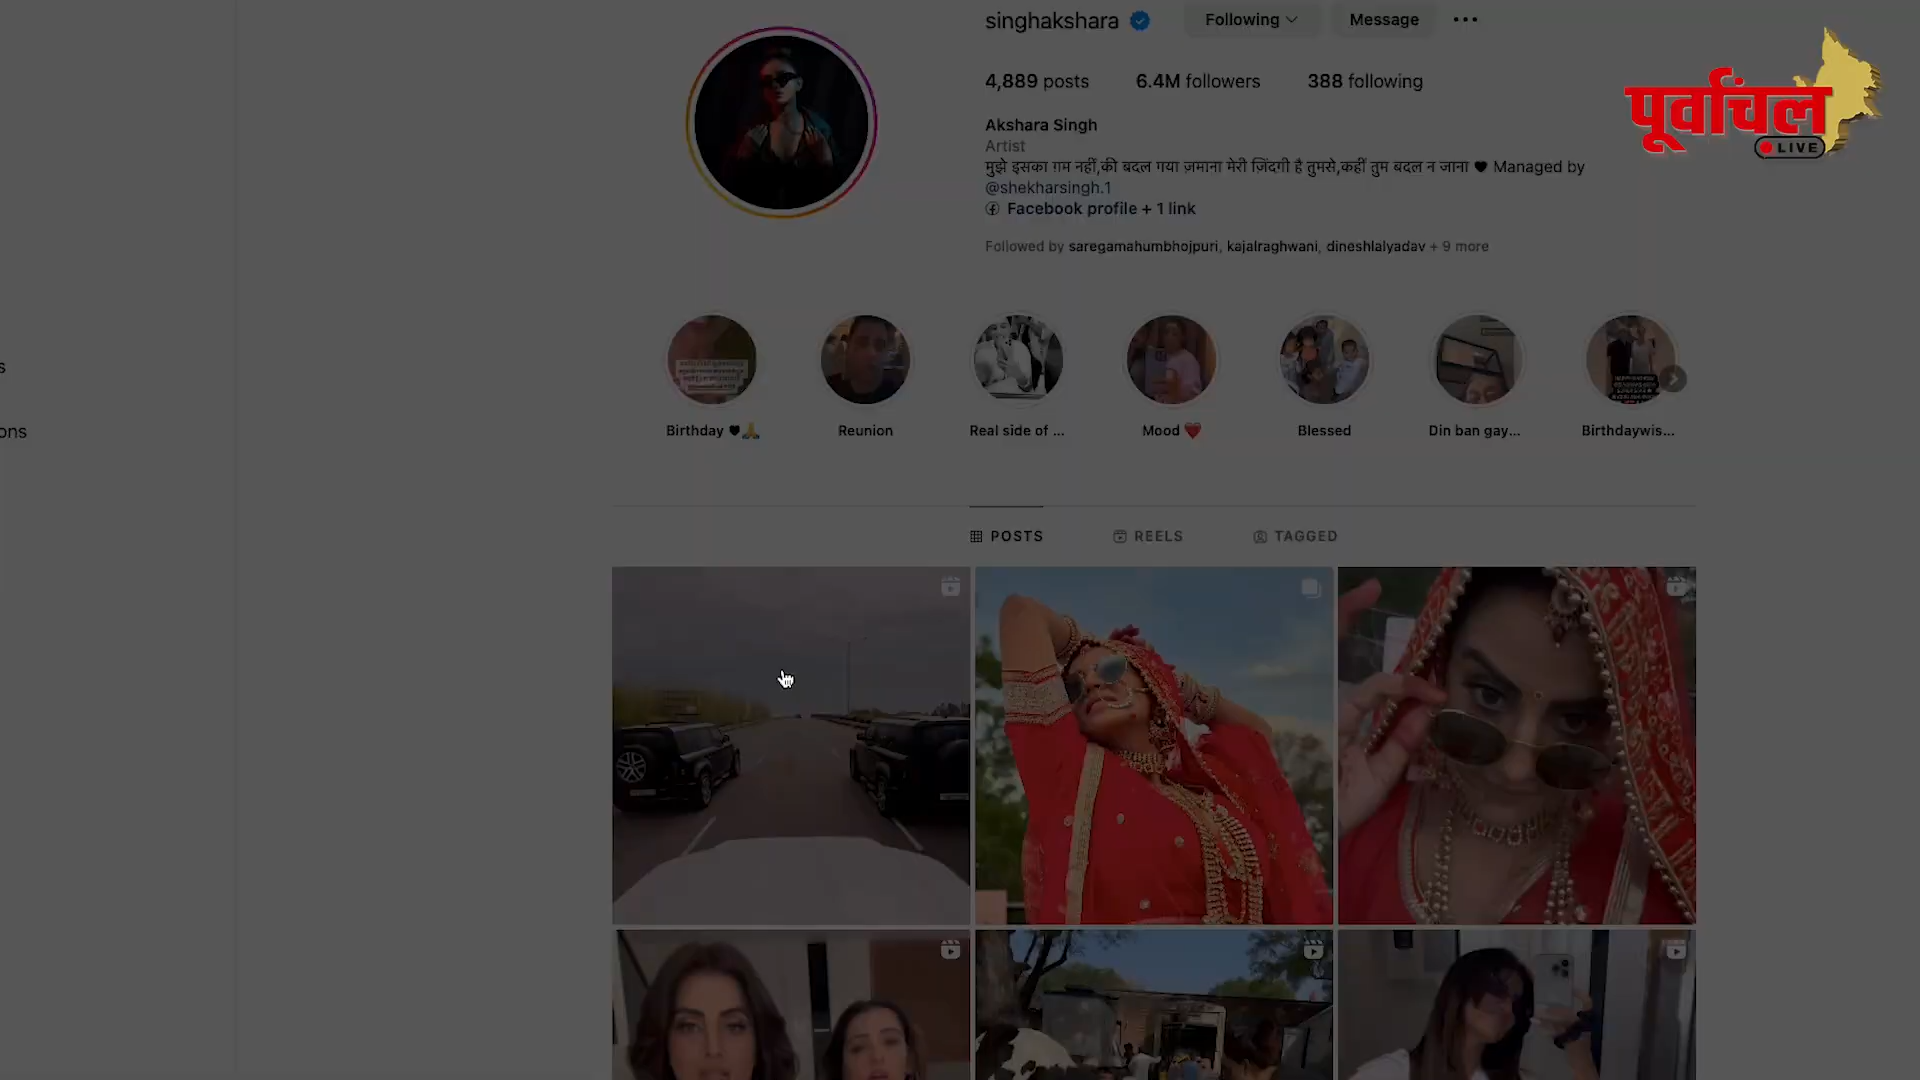 singhakshara
Following
Message
4,889 posts
6.4M followers
388 following
Akshara Singh
Artist
मुझे इसका ग़म नहीं,की बदल गया ज़माना मेरी ज़िंदगी है तुमसे,कहीं तुम बदल न जाना ♥ Managed by
@shekharsingh.1
Facebook profile + 1 link
Followed by saregamahumbhojpuri, kajalraghwani, dineshlalyadav + 9 more
पूर्वांचल
LIVE
s
ons
Birthday ♥🙏
Reunion
Real side of ...
Mood ❤️
Blessed
Din ban gay...
Birthdaywis...
POSTS
REELS
TAGGED